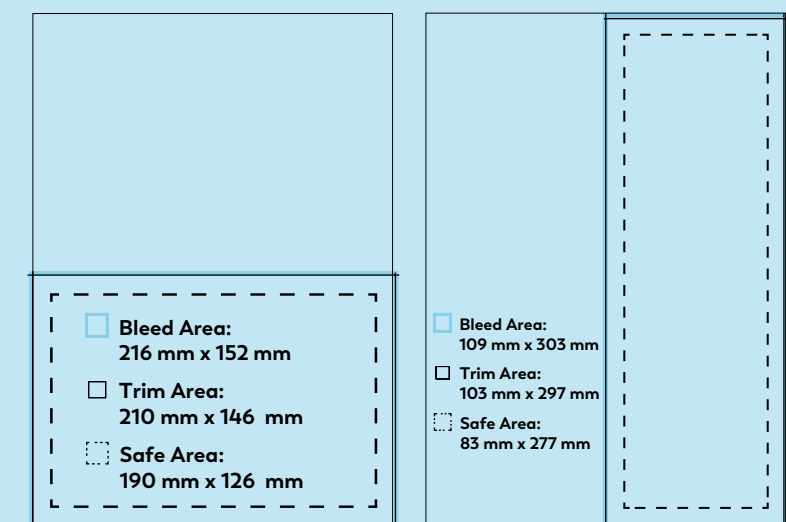 Bleed Area:
216 mm x 152 mm
Trim Area:
210 mm x 146  mm
Safe Area:
190 mm x 126  mm
Bleed Area:
109 mm x 303 mm
Trim Area:
103 mm x 297 mm
Safe Area:
83 mm x 277 mm